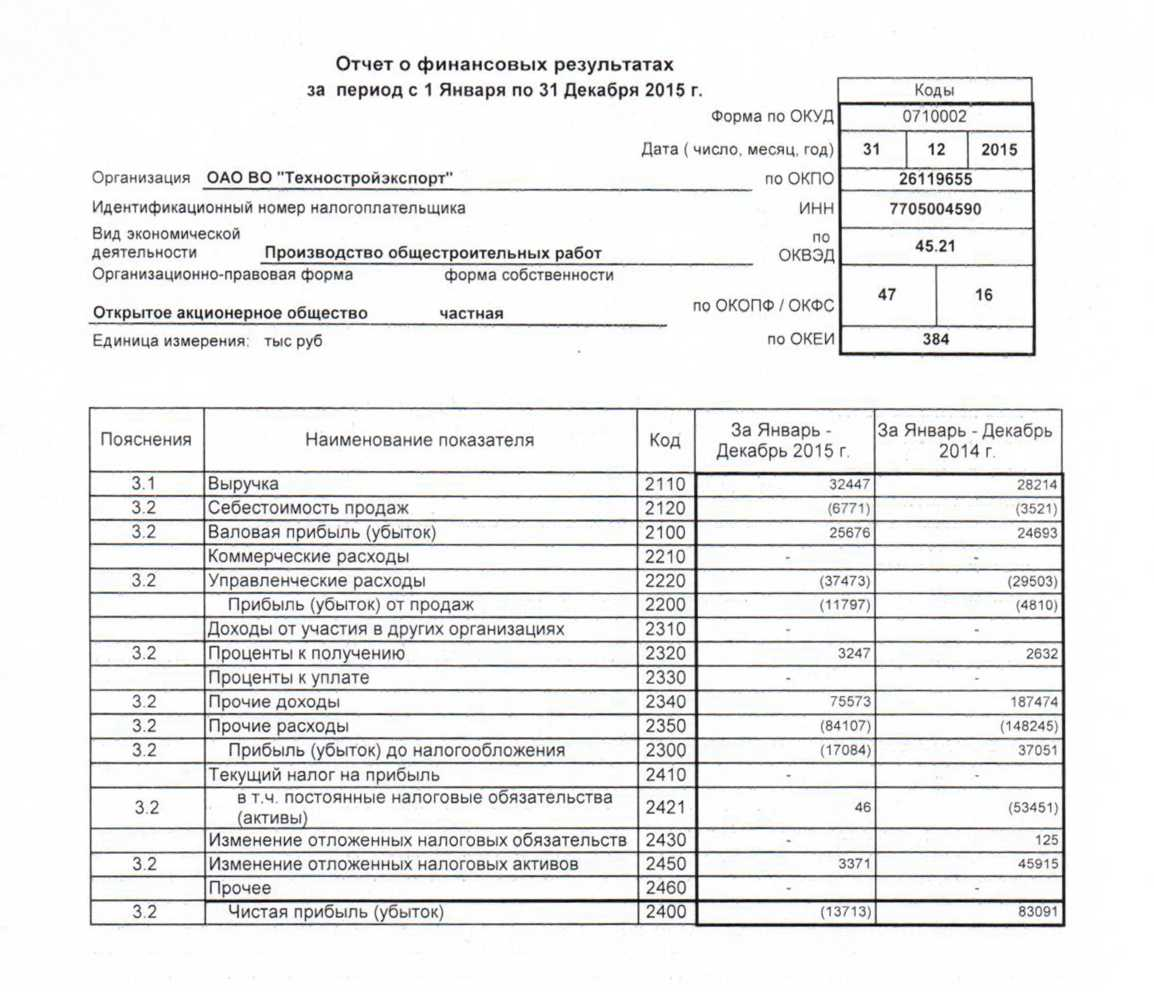 Отчет о финансовых результатах
за период с 1 Января по 31 Декабря 2015 г.
Коды
Форма по ОКУД 0710002
Дата ( число, месяц, год) 31 12 2015
Организация ОАО ВО "Техностройэкспорт" по ОКПО 26119655
Идентификационный номер налогоплательщика ИНН 7705004590
Вид экономической
деятельности Производство общестроительных работ
по
ОКВЭД 45.21
Организационно-правовая форма форма собственности
Открытое акционерное общество частная по ОКОПФ / ОКФС 47 16
Единица измерения: тыс руб по ОКЕИ 384
Пояснения Наименование показателя Код За Январь - Декабрь 2015 г. За Январь - Декабрь 2014 г.
3.1 Выручка 2110 32447 28214
3.2 Себестоимость продаж 2120 (6771) (3521)
3.2 Валовая прибыль (убыток) 2100 25676 24693
Коммерческие расходы 2210 - -
3.2 Управленческие расходы 2220 (37473) (29503)
Прибыль (убыток) от продаж 2200 (11797) (4810)
Доходы от участия в других организациях 2310 - -
3.2 Проценты к получению 2320 3247 2632
Проценты к уплате 2330 - -
3.2 Прочие доходы 2340 75573 187474
3.2 Прочие расходы 2350 (84107) (148245)
3.2 Прибыль (убыток) до налогообложения 2300 (17084) 37051
Текущий налог на прибыль 2410 - -
3.2 в т.ч. постоянные налоговые обязательства
(активы) 2421 46 (53451)
Изменение отложенных налоговых обязательств 2430 - 125
3.2 Изменение отложенных налоговых активов 2450 3371 45915
Прочее 2460 - -
3.2 Чистая прибыль (убыток) 2400 (13713) 83091